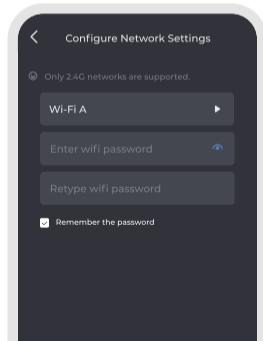 Configure Network Settings
Only 2.4G networks are supported.
Wi-Fi A
Enter wifi password
Retype wifi password
Remember the password